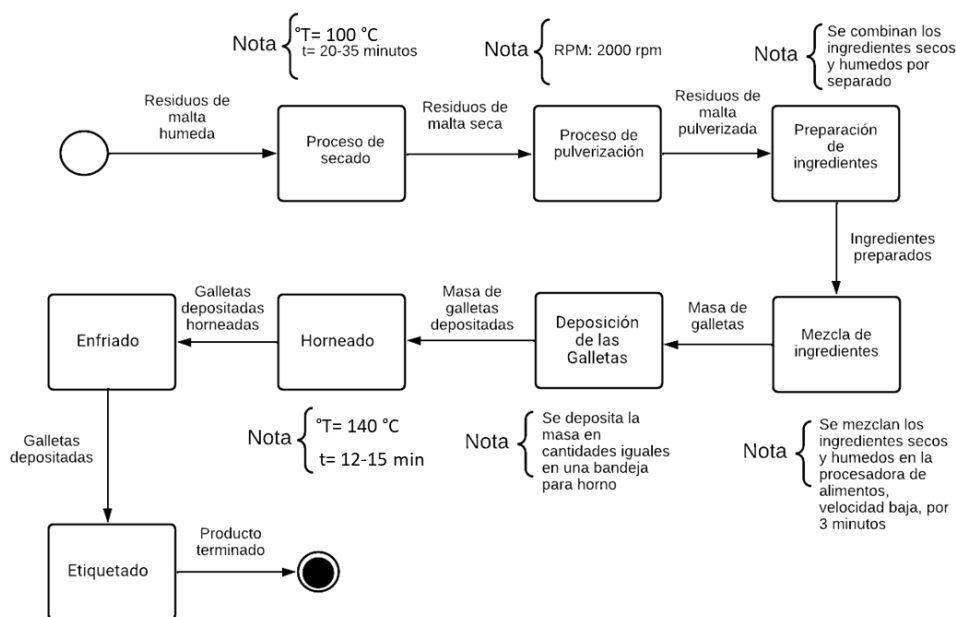 Nota
°T= 100 °C
t= 20-35 minutos
Nota
RPM: 2000 rpm
Nota
Se combinan los
ingredientes secos
y humedos por
separado
Residuos de
malta
humeda
Proceso de
secado
Residuos de
malta seca
Proceso de
pulverización
Residuos de
malta
pulverizada
Preparación
de
ingredientes
Ingredientes
preparados
Mezcla de
ingredientes
Nota
Se mezclan los
ingredientes secos
y humedos en la
procesadora de
alimentos,
velocidad baja, por
3 minutos
Masa de
galletas
Deposición
de las
Galletas
Nota
Se deposita la
masa en
cantidades iguales
en una bandeja
para horno
Masa de
galletas
depositadas
Horneado
Nota
°T= 140 °C
t= 12-15 min
Galletas
depositadas
horneadas
Enfriado
Galletas
depositadas
Etiquetado
Producto
terminado